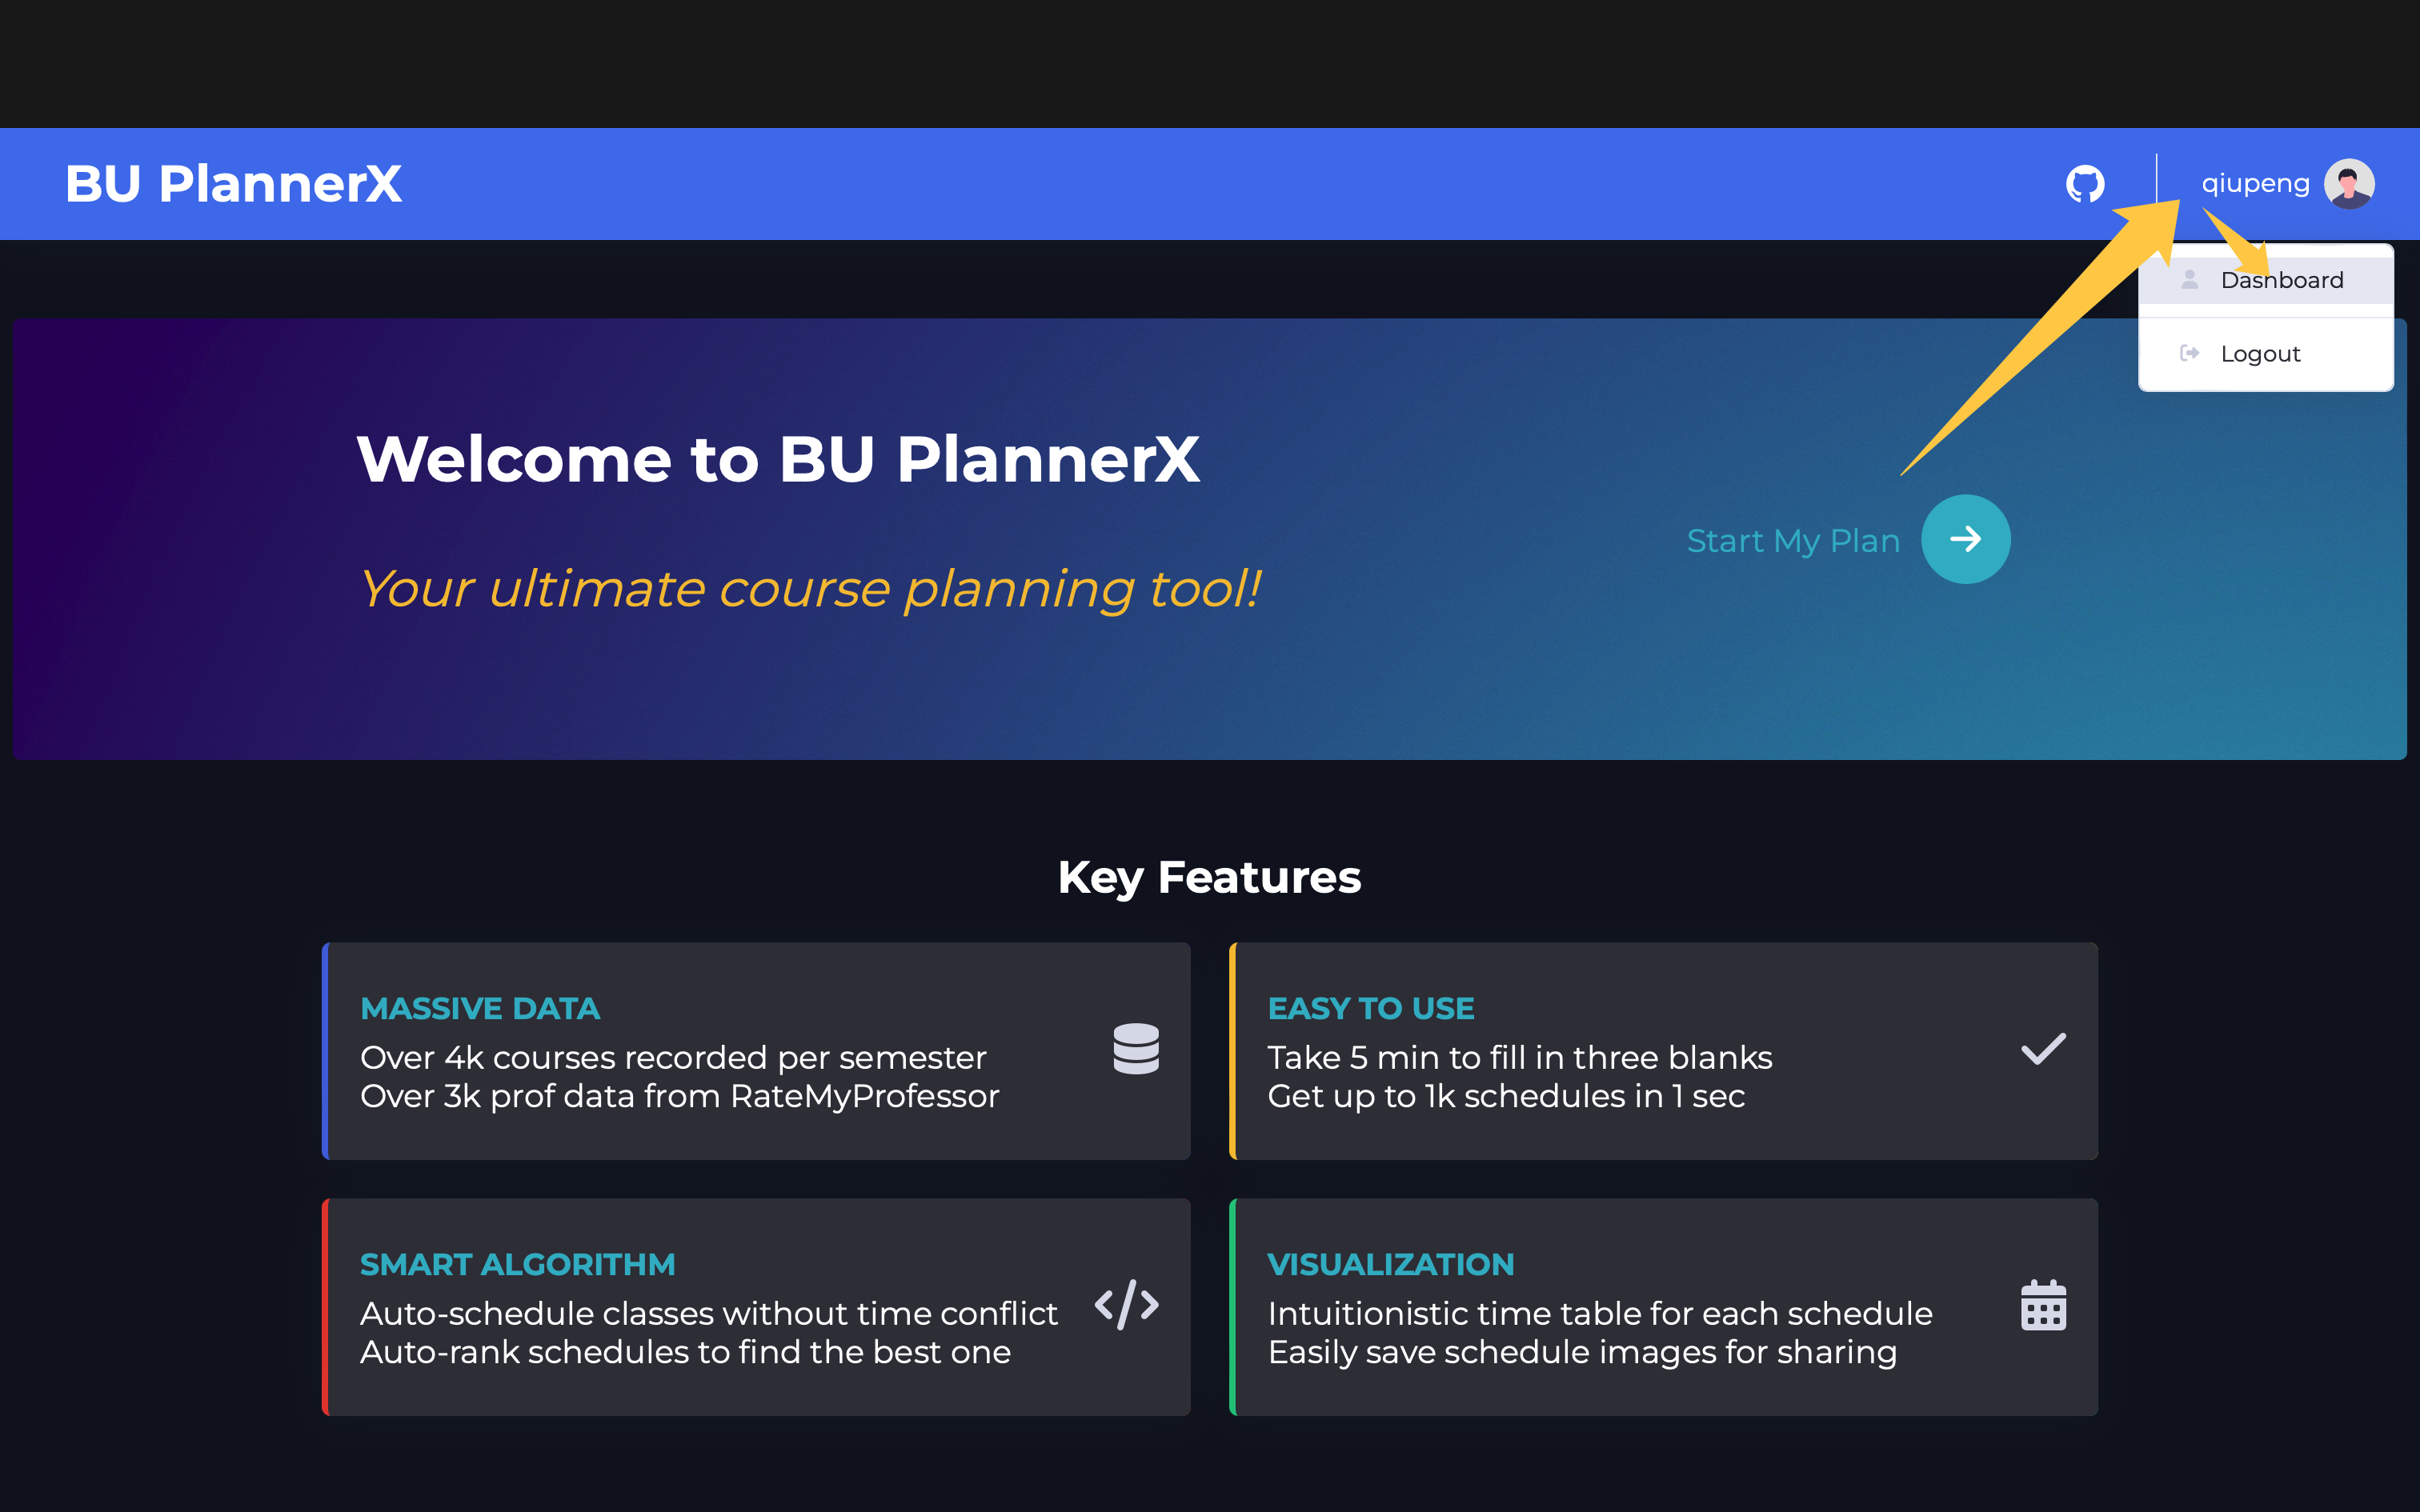 BU PlannerX
qiupeng
Dashboard
Logout
Welcome to BU PlannerX
Your ultimate course planning tool!
Start My Plan
Key Features
MASSIVE DATA
Over 4k courses recorded per semester
Over 3k prof data from RateMyProfessor
EASY TO USE
Take 5 min to fill in three blanks
Get up to 1k schedules in 1 sec
SMART ALGORITHM
Auto-schedule classes without time conflict
Auto-rank schedules to find the best one
VISUALIZATION
Intuitionistic time table for each schedule
Easily save schedule images for sharing